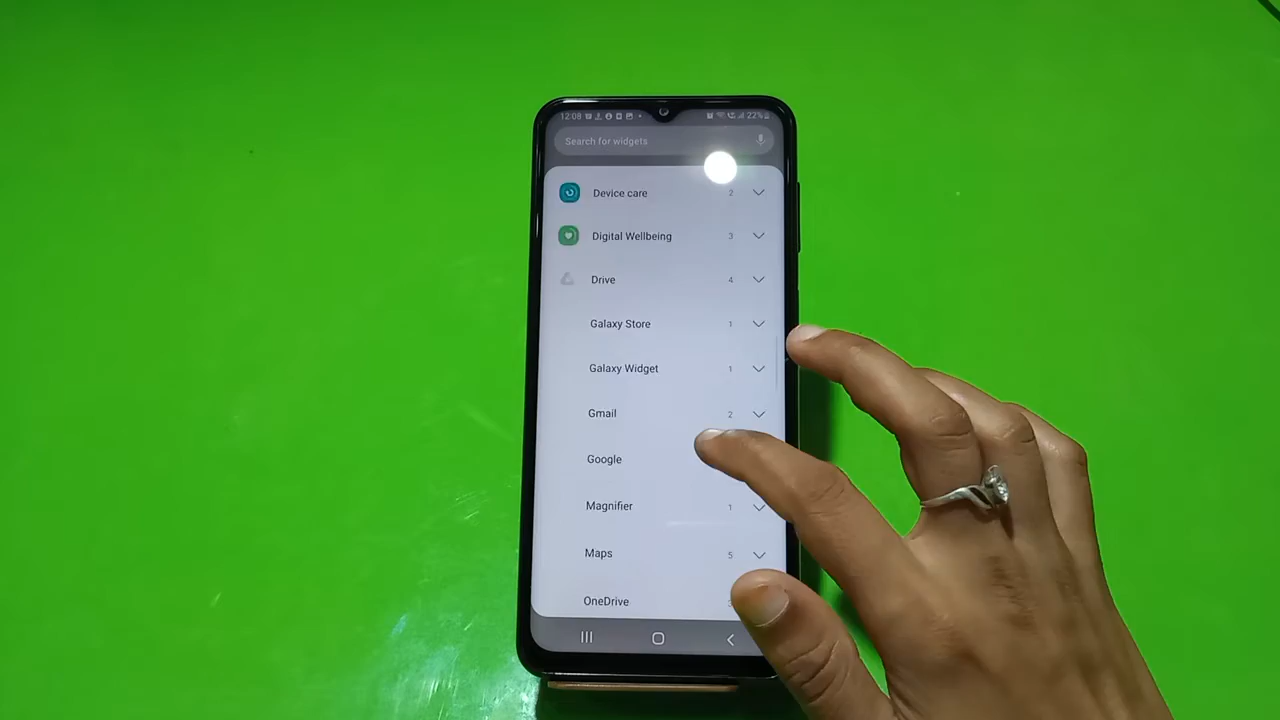 12:08 22%
Search for widgets
Device care 2
Digital Wellbeing 3
Drive 4
Galaxy Store 1
Galaxy Widget 1
Gmail 2
Google
Magnifier 1
Maps 5
OneDrive